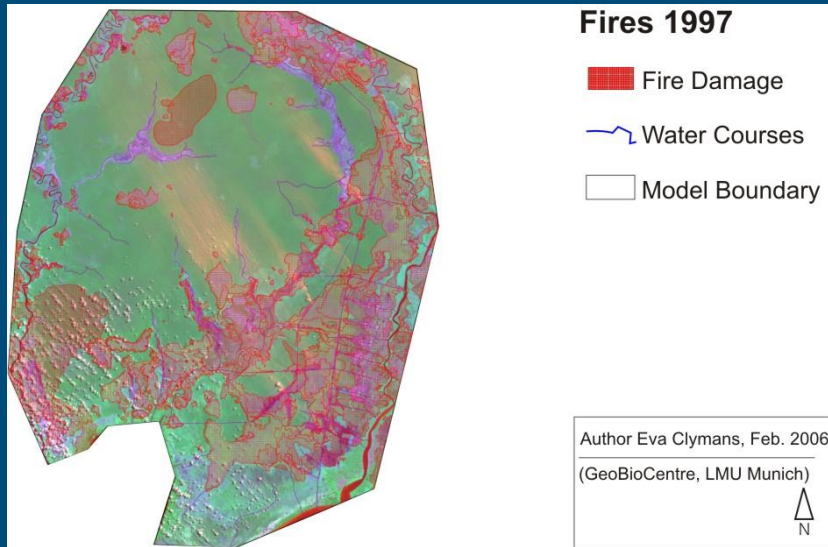 Fires 1997
Fire Damage
Water Courses
Model Boundary
Author Eva Clymans, Feb. 2006
(GeoBioCentre, LMU Munich)
N